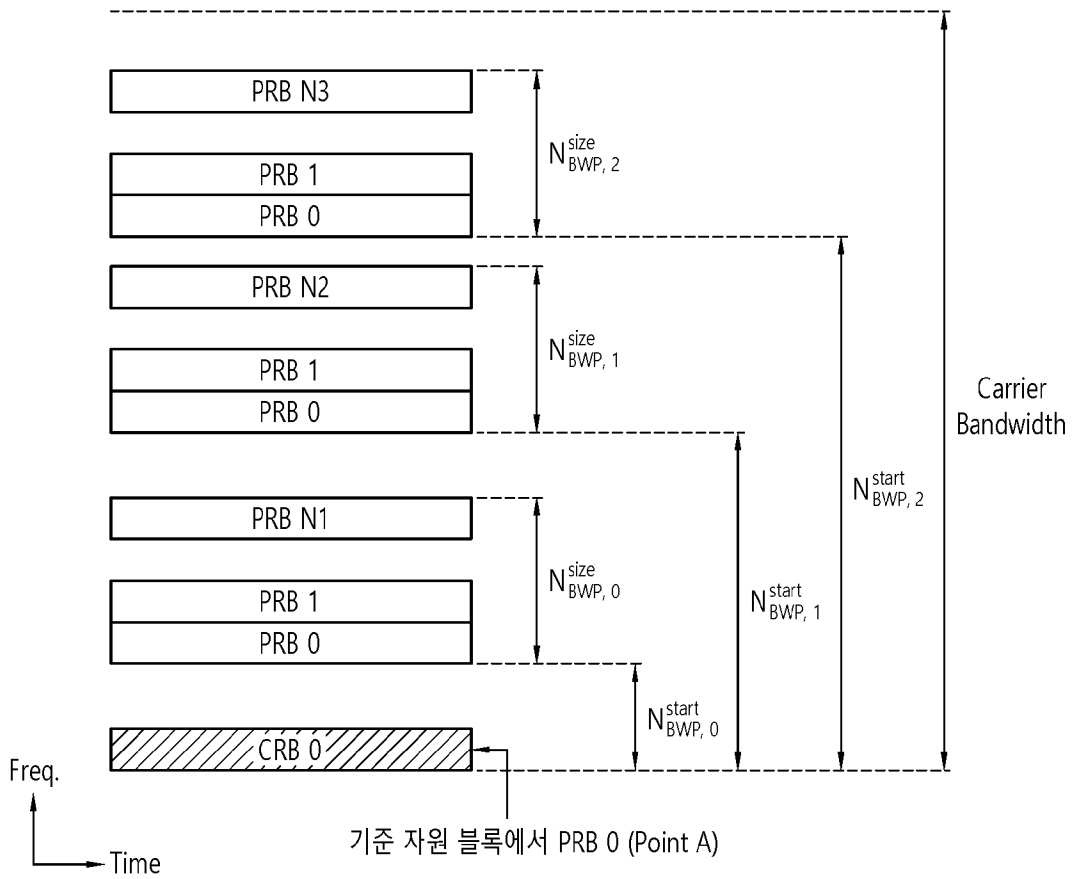 PRB N3
N^size_BWP, 2
PRB 1
PRB 0
PRB N2
N^size_BWP, 1
PRB 1
PRB 0
Carrier
Bandwidth
N^start_BWP, 2
PRB N1
N^size_BWP, 0
PRB 1
N^start_BWP, 1
PRB 0
N^start_BWP, 0
CRB 0
Freq.
기준 자원 블록에서 PRB 0 (Point A)
Time